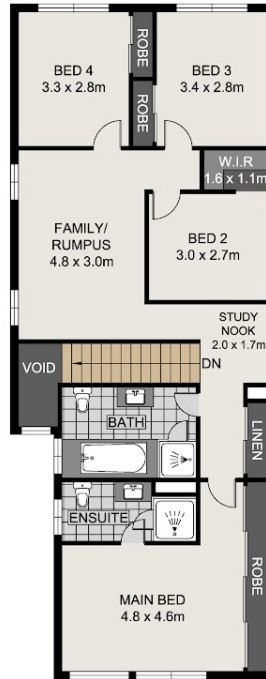 BED 4
3.3 x 2.8m
ROBE
ROBE
BED 3
3.4 x 2.8m
W.I.R
1.6 x 1.1m
FAMILY/
RUMPUS
4.8 x 3.0m
BED 2
3.0 x 2.7m
STUDY
NOOK
2.0 x 1.7m
VOID
DN
BATH
LINEN
ENSUITE
ROBE
MAIN BED
4.8 x 4.6m